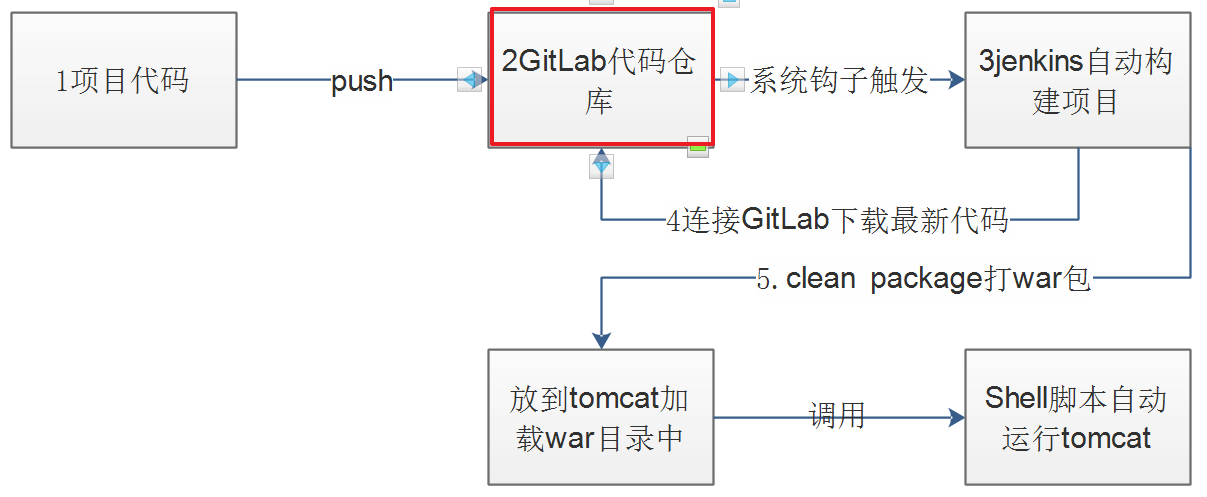 1项目代码
push
2GitLab代码仓
库
系统钩子触发
3jenkins自动构
建项目
4连接GitLab下载最新代码
5. clean package打war包
放到tomcat加
载war目录中
调用
Shell脚本自动
运行tomcat